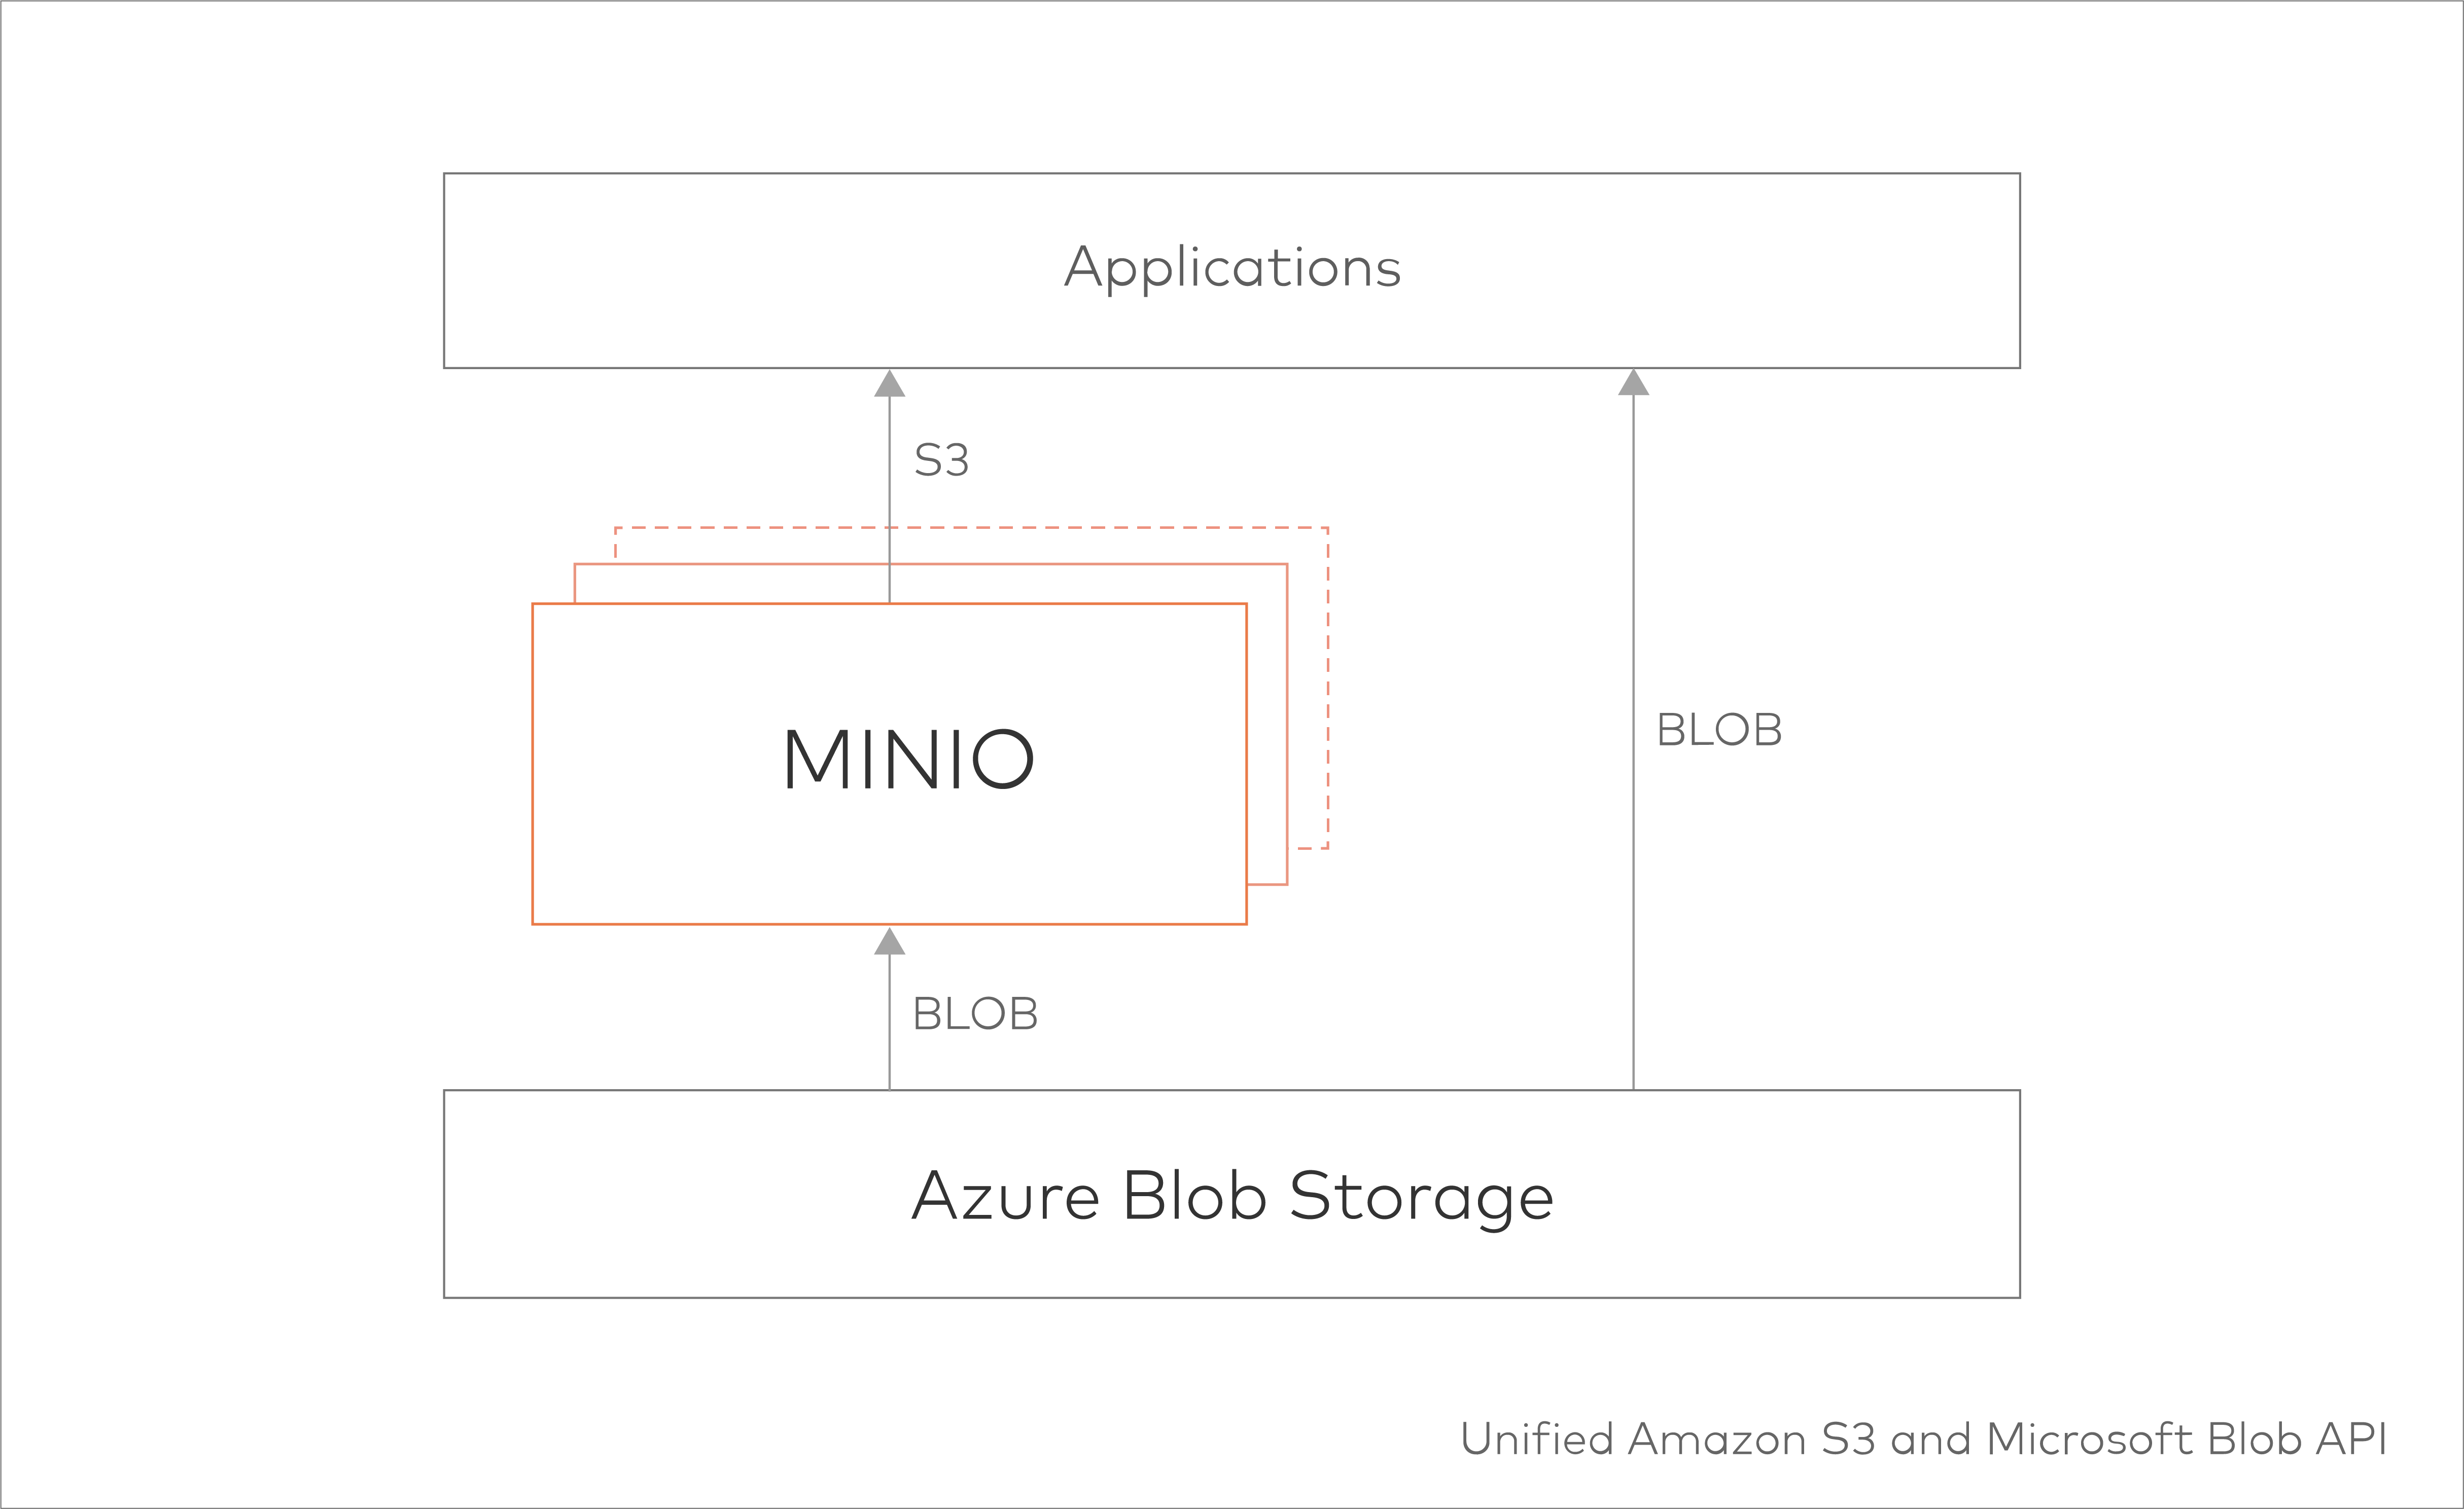 Applications
S3
MINIO
BLOB
BLOB
Azure Blob Storage
Unified Amazon S3 and Microsoft Blob API